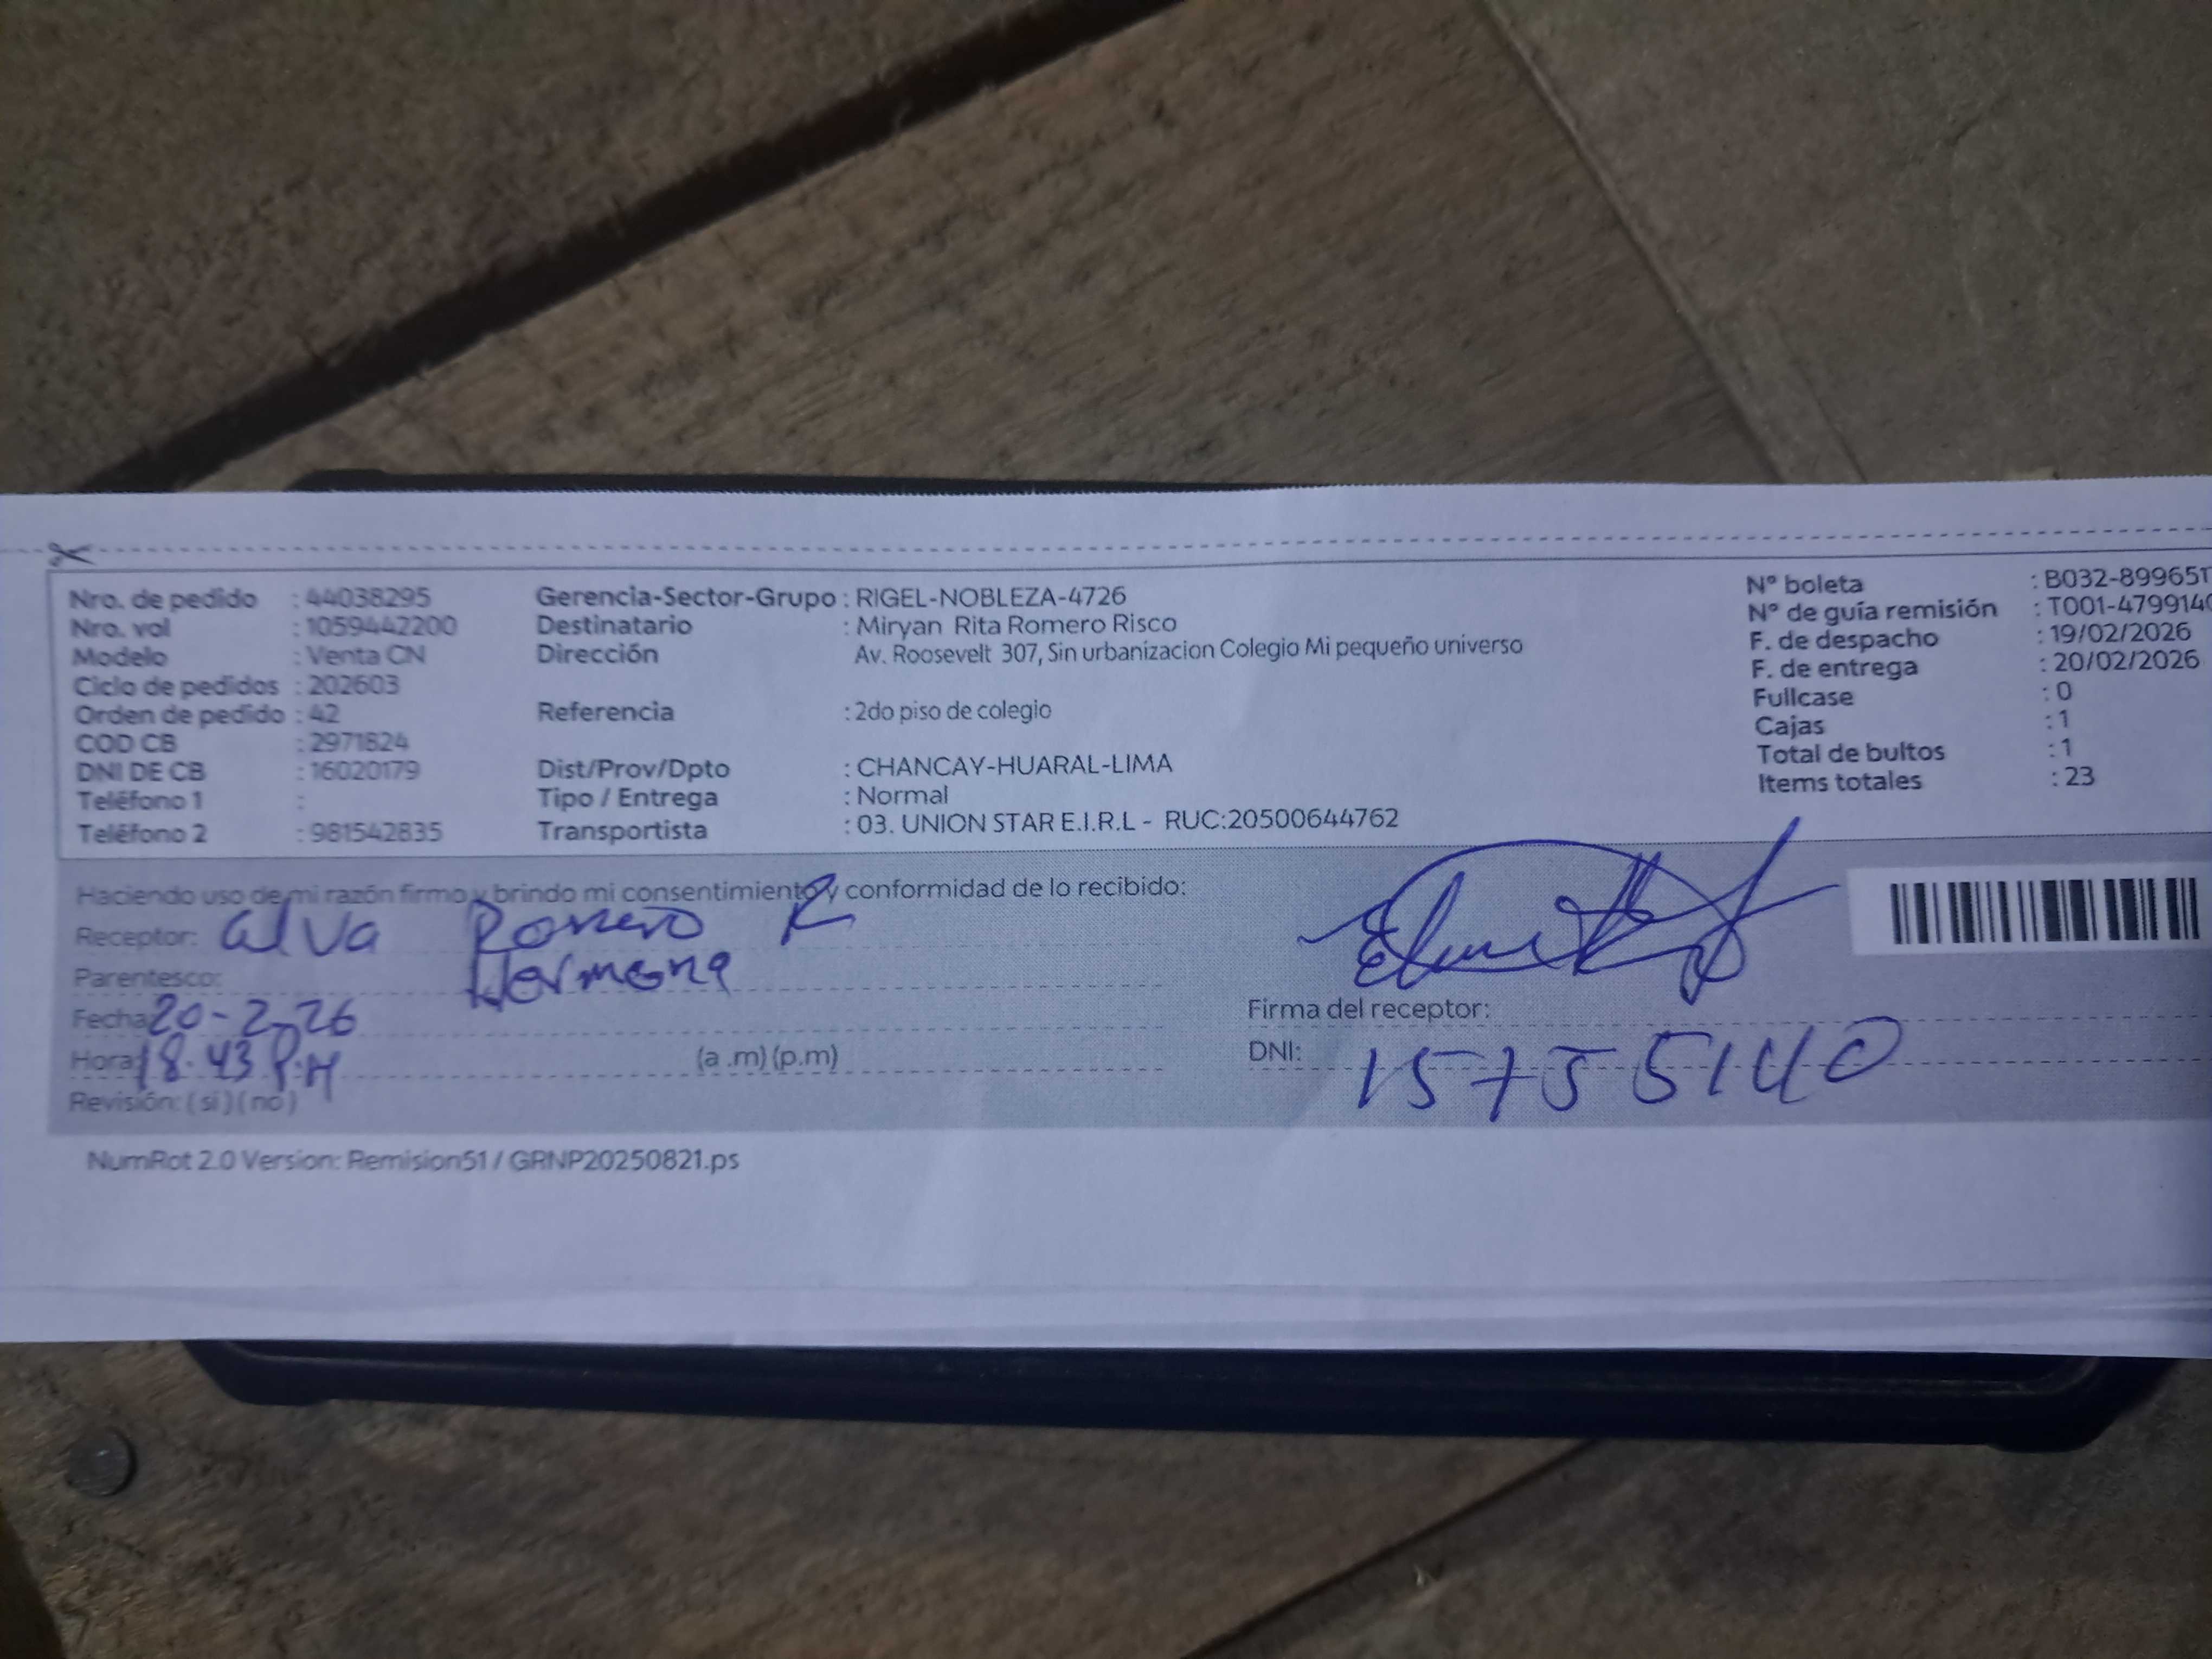 Nro. de pedido : 44038295
Nro. vol : 1059442200
Modelo : Venta CN
Ciclo de pedidos : 202603
Orden de pedido : 42
COD CB : 2971824
DNI DE CB : 16020179
Teléfono 1 :
Teléfono 2 : 981542835
Gerencia-Sector-Grupo : RIGEL-NOBLEZA-4726
Destinatario : Miryan Rita Romero Risco
Dirección Av. Roosevelt 307, Sin urbanizacion Colegio Mi pequeño universo
Referencia : 2do piso de colegio
Dist/Prov/Dpto : CHANCAY-HUARAL-LIMA
Tipo / Entrega : Normal
Transportista : 03. UNION STAR E.I.R.L - RUC:20500644762
N° boleta : B032-899651
N° de guía remisión : T001-479914
F. de despacho : 19/02/2026
F. de entrega : 20/02/2026
Fullcase : 0
Cajas : 1
Total de bultos : 1
Items totales : 23
Haciendo uso de mi razón firmo y brindo mi consentimiento y conformidad de lo recibido:
Receptor: alva Romero R
Parentesco: Hermana
Fecha: 20-2-26
Hora: 18.43 P.M (a .m) (p.m)
Revisión: ( si ) ( no )
Firma del receptor:
DNI: 15755140
NumRot 2.0 Version: Remision51 / GRNP20250821.ps